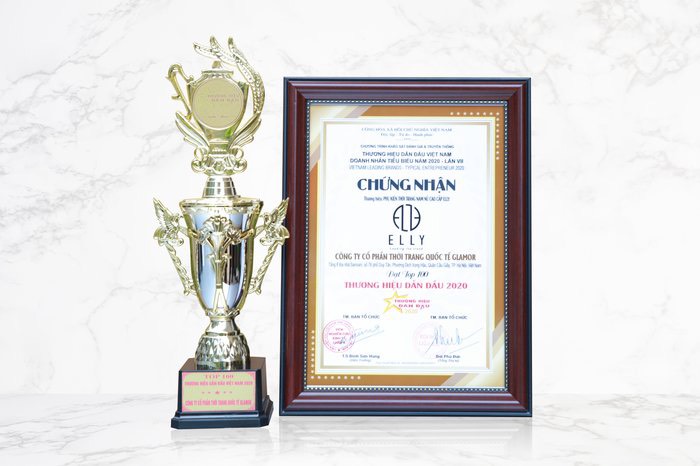 THƯƠNG HIỆU
DẪN ĐẦU
TOP 100
THƯƠNG HIỆU DẪN ĐẦU VIỆT NAM 2020
CÔNG TY CỔ PHẦN THỜI TRANG QUỐC TẾ GLAMOR
CỘNG HÒA XÃ HỘI CHỦ NGHĨA VIỆT NAM
Độc lập - Tự do - Hạnh phúc
CHƯƠNG TRÌNH KHẢO SÁT ĐÁNH GIÁ & TRUYỀN THÔNG
THƯƠNG HIỆU DẪN ĐẦU VIỆT NAM
DOANH NHÂN TIÊU BIỂU NĂM 2020 - LẦN VII
VIETNAM LEADING BRANDS - TYPICAL ENTREPRENEUR 2020
CHỨNG NHẬN
Thương hiệu: PHỤ KIỆN THỜI TRANG NAM NỮ CAO CẤP ELLY
ELLY
CÔNG TY CỔ PHẦN THỜI TRANG QUỐC TẾ GLAMOR
Đạt Top 100
THƯƠNG HIỆU DẪN ĐẦU 2020
THƯƠNG HIỆU
DẪN ĐẦU
2020
TM. BAN TỔ CHỨC
TM. BAN TỔ CHỨC